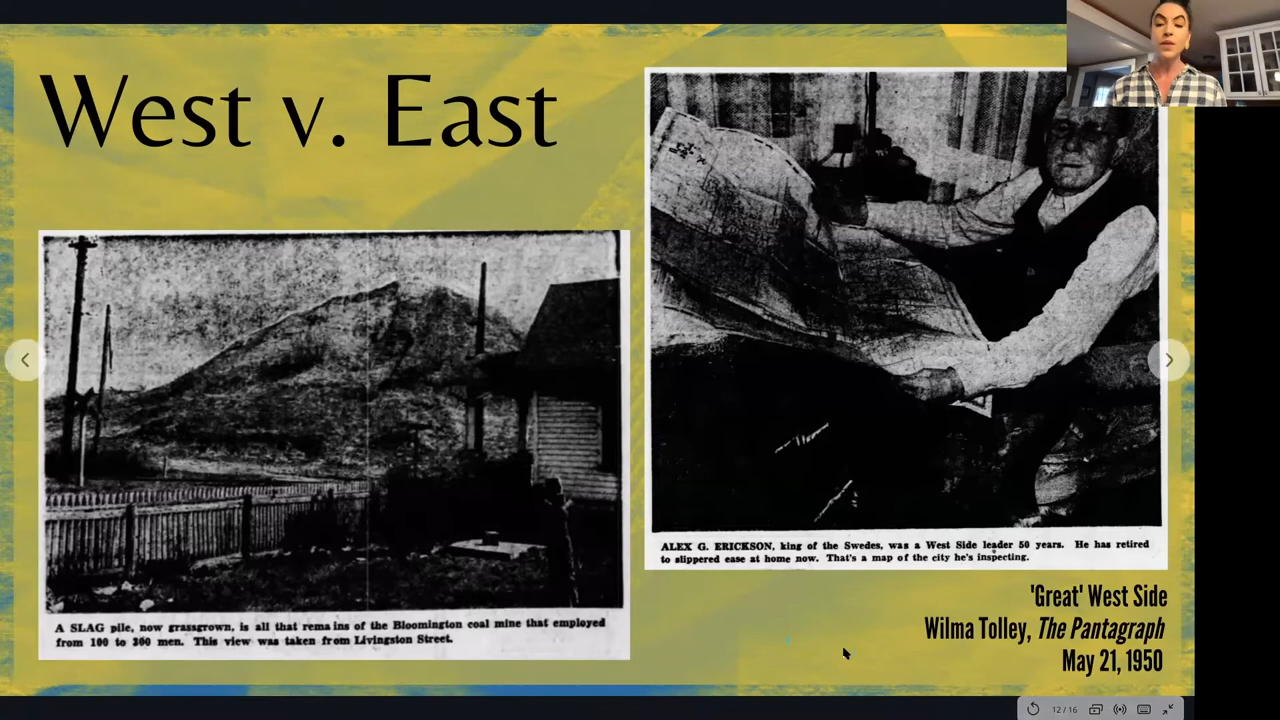 West v. East
A SLAG pile, now grassgrown, is all that remains of the Bloomington coal mine that employed
from 100 to 300 men. This view was taken from Livingston Street.
ALEX G. ERICKSON, king of the Swedes, was a West Side leader 50 years. He has retired
to slippered ease at home now. That's a map of the city he's inspecting.
'Great' West Side
Wilma Tolley, The Pantagraph
May 21, 1950
12 / 16